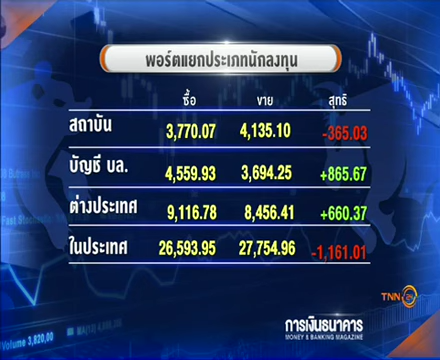 พอร์ตแยกประเภทนักลงทุน
ซื้อ ขาย สุทธิ
สถาบัน 3,770.07 4,135.10 -365.03
บัญชี บล. 4,559.93 3,694.25 +865.67
ต่างประเทศ 9,116.78 8,456.41 +660.37
ในประเทศ 26,593.95 27,754.96 -1,161.01
TNN 24
การเงินธนาคาร
MONEY & BANKING MAGAZINE
Volume 3,820.00